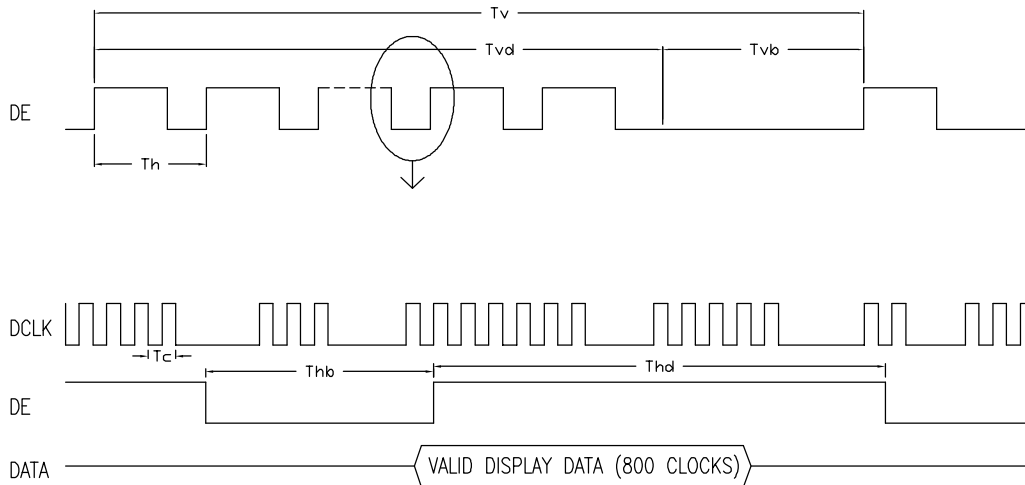 Tv
Tvd Tvb
DE
Th
DCLK
Tc
Thb Thd
DE
DATA VALID DISPLAY DATA (800 CLOCKS)